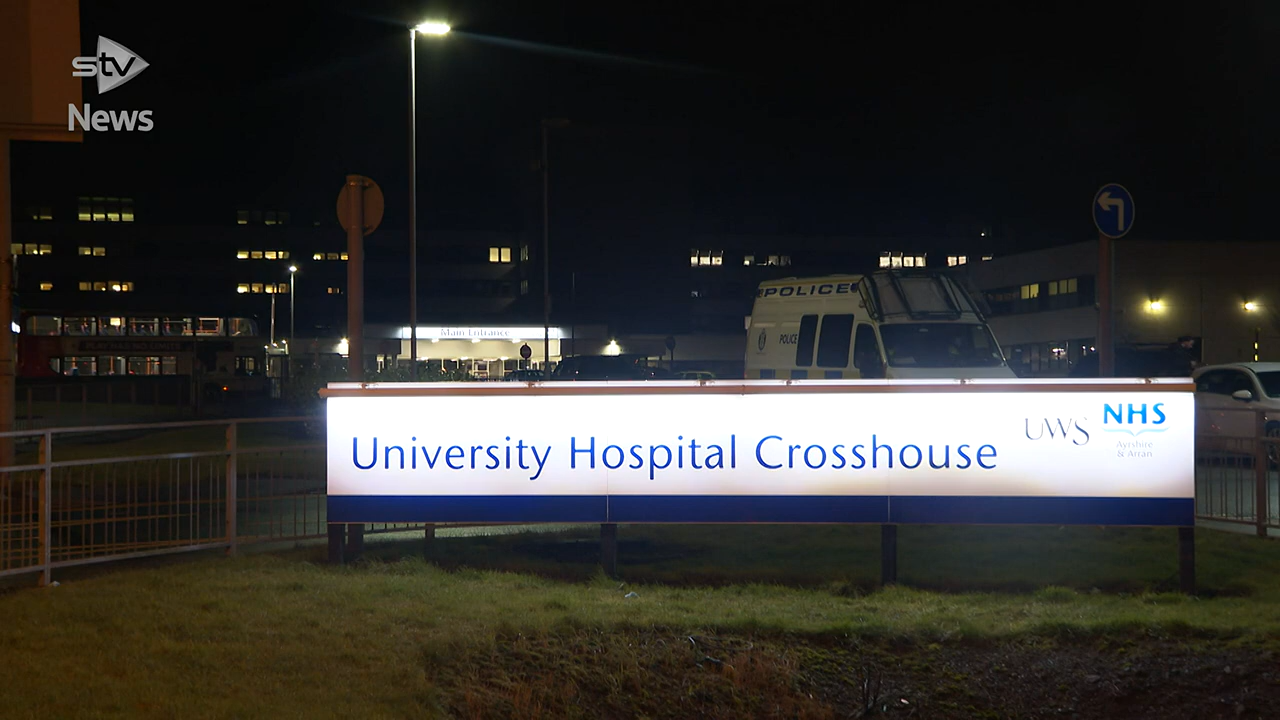 stv
News
Main Entrance
POLICE
POLICE
University Hospital Crosshouse
UWS
NHS
Ayrshire
& Arran